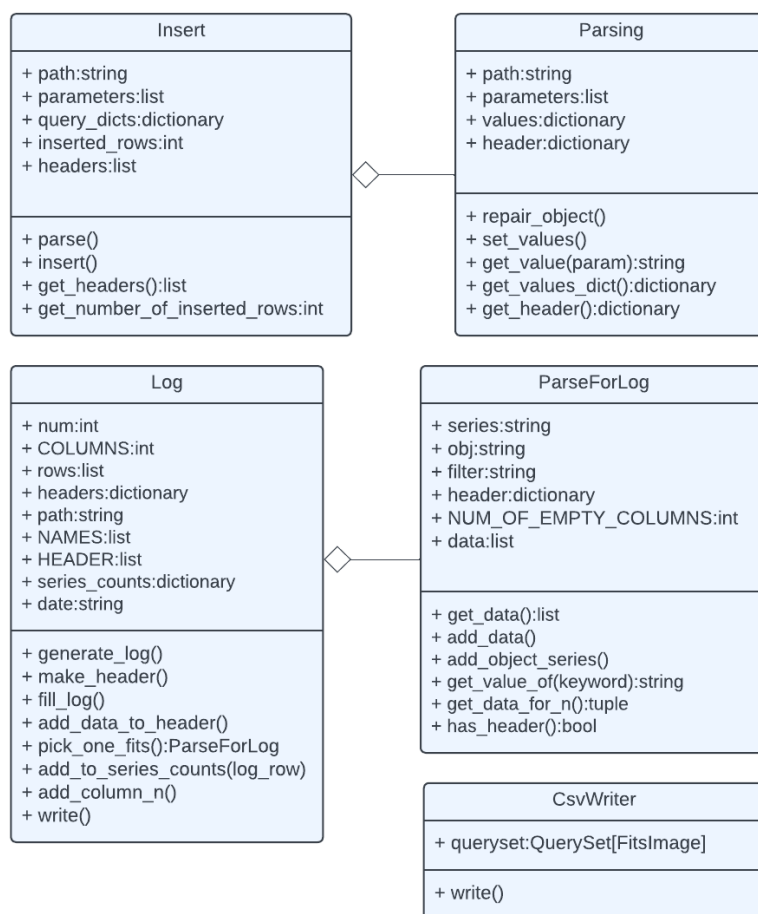 Insert
+ path:string
+ parameters:list
+ query_dicts:dictionary
+ inserted_rows:int
+ headers:list
+ parse()
+ insert()
+ get_headers():list
+ get_number_of_inserted_rows:int
Parsing
+ path:string
+ parameters:list
+ values:dictionary
+ header:dictionary
+ repair_object()
+ set_values()
+ get_value(param):string
+ get_values_dict():dictionary
+ get_header():dictionary
Log
+ num:int
+ COLUMNS:int
+ rows:list
+ headers:dictionary
+ path:string
+ NAMES:list
+ HEADER:list
+ series_counts:dictionary
+ date:string
+ generate_log()
+ make_header()
+ fill_log()
+ add_data_to_header()
+ pick_one_fits():ParseForLog
+ add_to_series_counts(log_row)
+ add_column_n()
+ write()
ParseForLog
+ series:string
+ obj:string
+ filter:string
+ header:dictionary
+ NUM_OF_EMPTY_COLUMNS:int
+ data:list
+ get_data():list
+ add_data()
+ add_object_series()
+ get_value_of(keyword):string
+ get_data_for_n():tuple
+ has_header():bool
CsvWriter
+ queryset:QuerySet[FitsImage]
+ write()